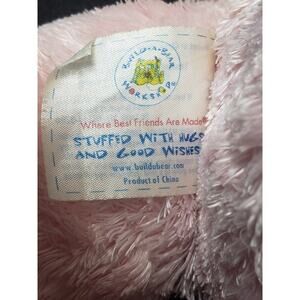 BUILD-A-BEAR
WORKSHOP
Where Best Friends Are Made
STUFFED WITH HUGS
AND GOOD WISHES
www.buildabear.com
Product of China